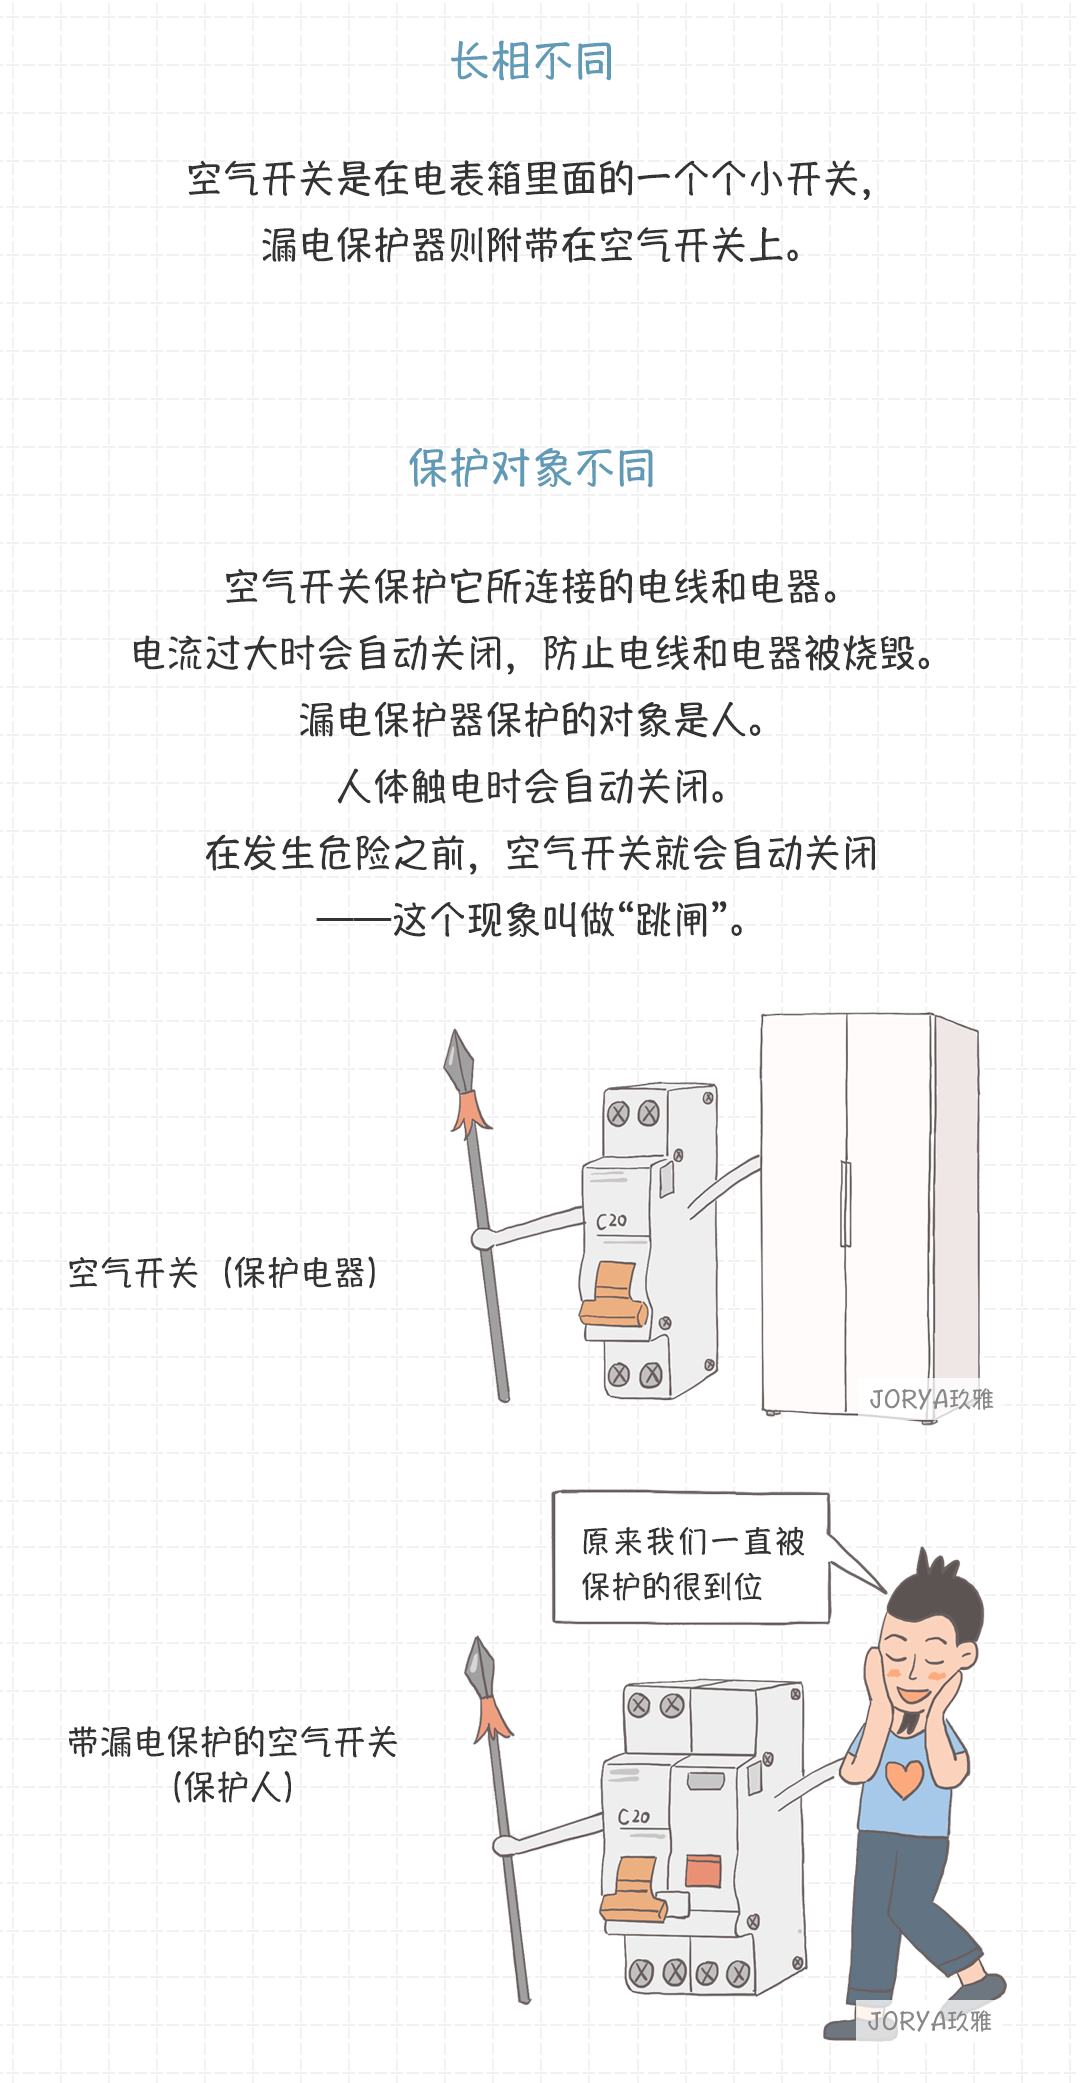 长相不同
空气开关是在电表箱里面的一个个小开关，
漏电保护器则附带在空气开关上。
保护对象不同
空气开关保护它所连接的电线和电器。
电流过大时会自动关闭，防止电线和电器被烧毁。
漏电保护器保护的对象是人。
人体触电时会自动关闭。
在发生危险之前，空气开关就会自动关闭
——这个现象叫做“跳闸”。
C20
空气开关（保护电器）
JORYA玖雅
原来我们一直被
保护的很到位
带漏电保护的空气开关
（保护人）
C20
JORYA玖雅